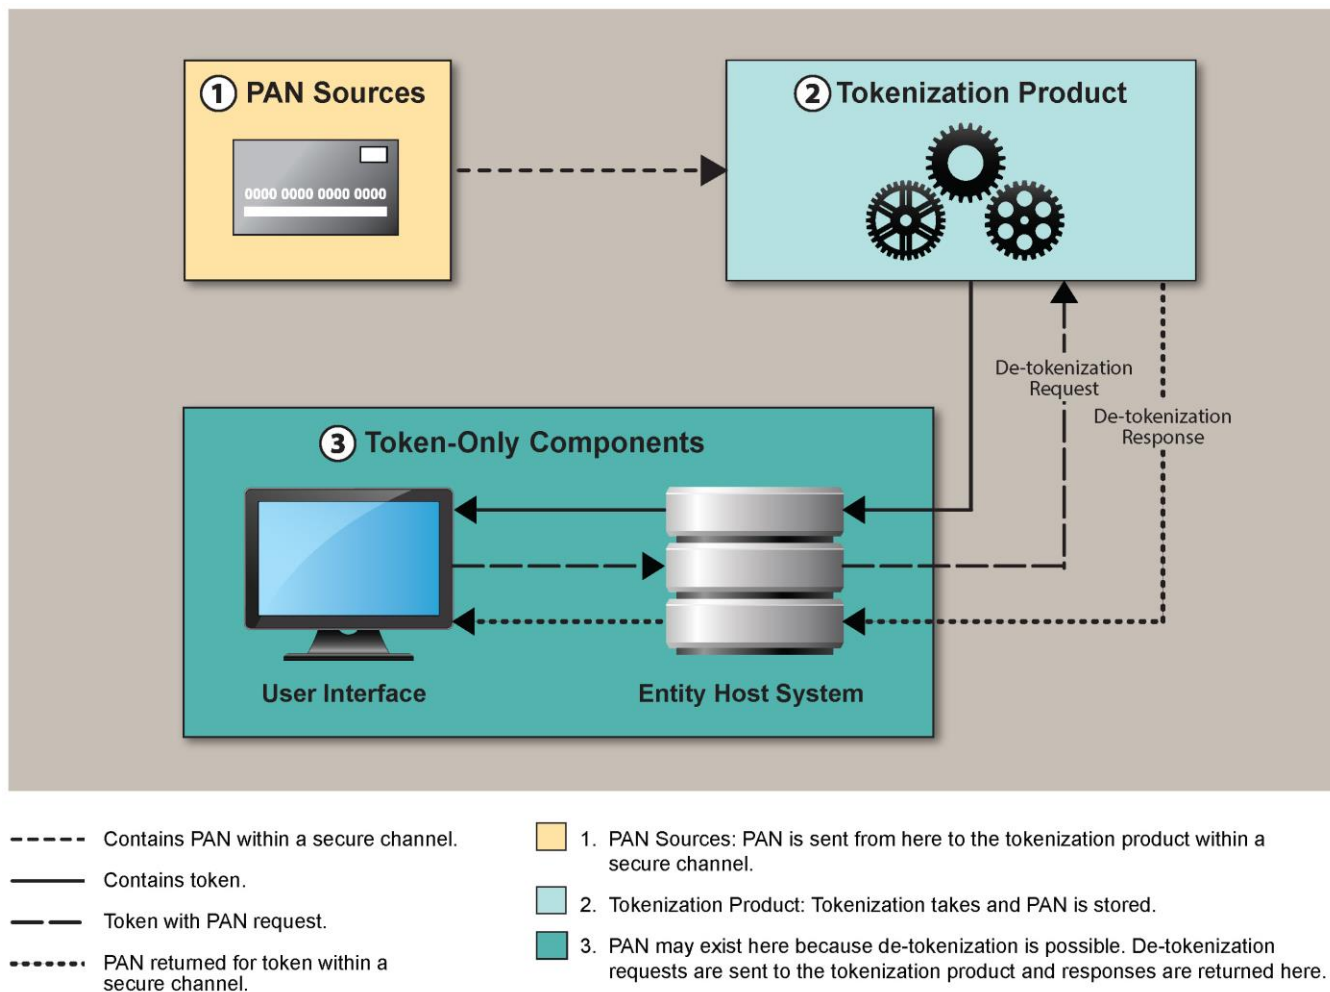 1 PAN Sources
0000 0000 0000 0000
2 Tokenization Product
De-tokenization
Request
De-tokenization
Response
3 Token-Only Components
User Interface
Entity Host System
Contains PAN within a secure channel.
Contains token.
Token with PAN request.
PAN returned for token within a
secure channel.
1. PAN Sources: PAN is sent from here to the tokenization product within a
secure channel.
2. Tokenization Product: Tokenization takes and PAN is stored.
3. PAN may exist here because de-tokenization is possible. De-tokenization
requests are sent to the tokenization product and responses are returned here.